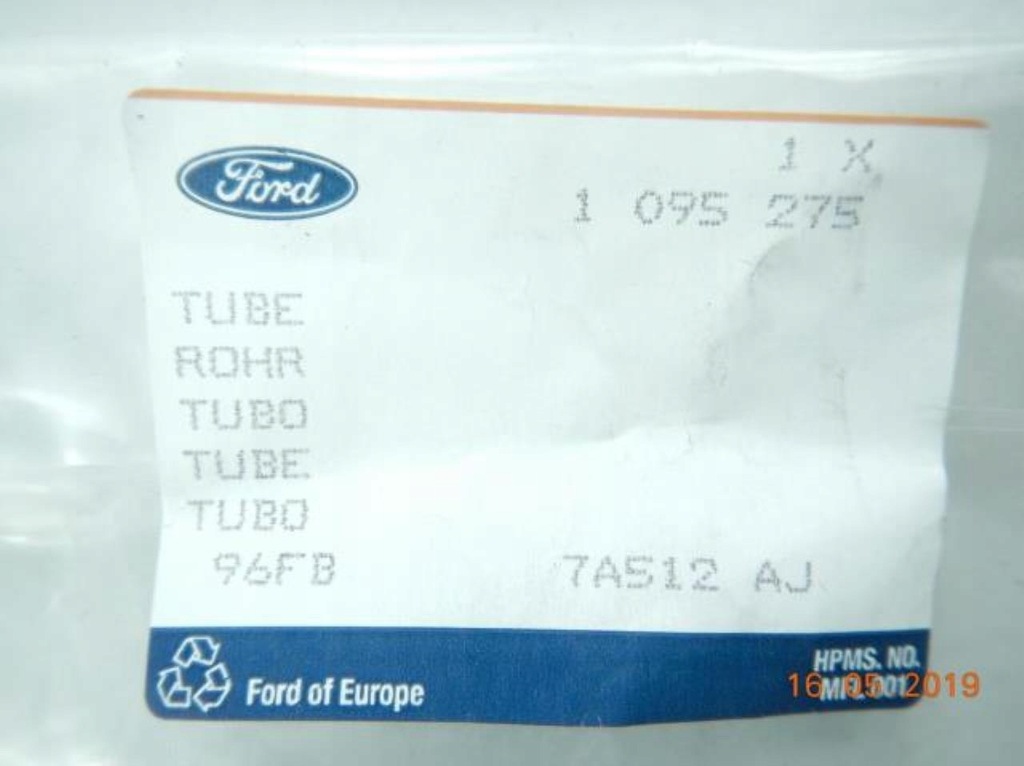 Ford
1 X
1 095 275
TUBE
ROHR
TUBO
TUBE
TUBO
96FB 7A512 AJ
Ford of Europe
HPMS. NO.
16 05 2019